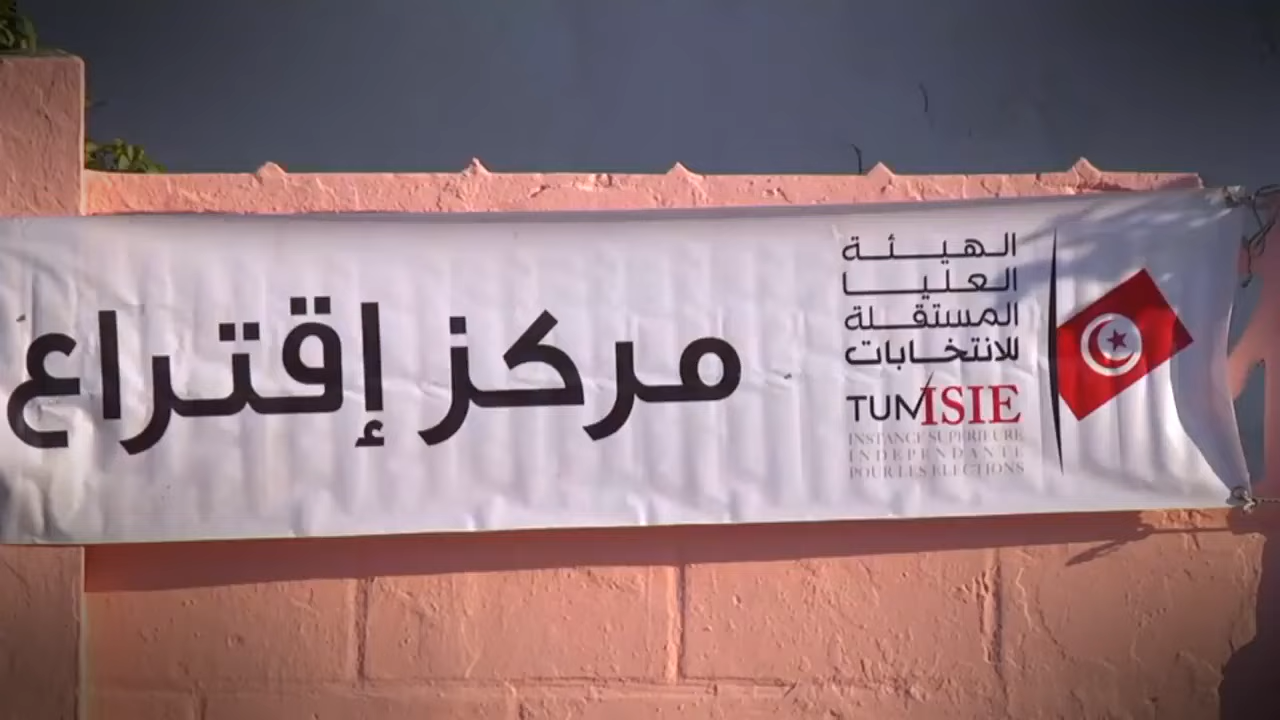 الهيئة
العليا
المستقلة
للانتخابات
TUNISIE
INSTANCE SUPERIEURE
INDEPENDANTE
POUR LES ELECTIONS
مركز إقتراع